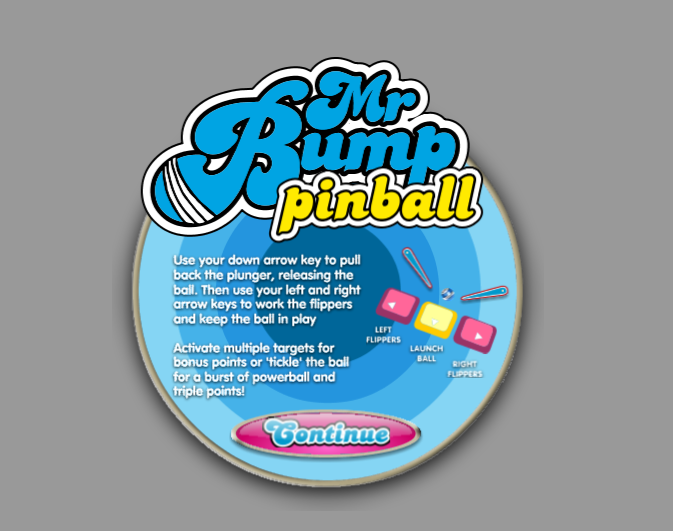 Mr
Bump
pinball
Use your down arrow key to pull
back the plunger, releasing the
ball. Then use your left and right
arrow keys to work the flippers
and keep the ball in play
Activate multiple targets for
bonus points or 'tickle' the ball
for a burst of powerball and
triple points!
LEFT
FLIPPERS
LAUNCH
BALL
RIGHT
FLIPPERS
Continue